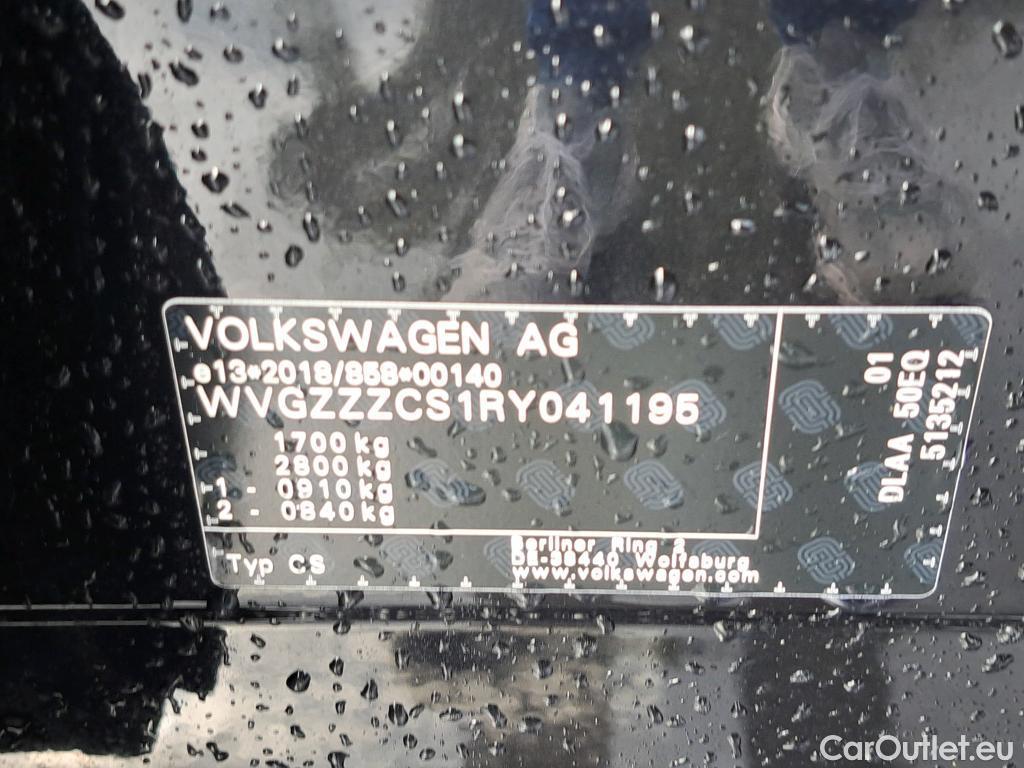 VOLKSWAGEN AG
e13*2018/858*00140
WVGZZZCS1RY041195
1700 kg
2800 kg
1 - 0910 kg
2 - 0840 kg
Typ CS
Berliner Ring 2
DE-38440 Wolfsburg
www.volkswagen.com
01
DLAA 50EQ
5135212
CarOutlet.eu